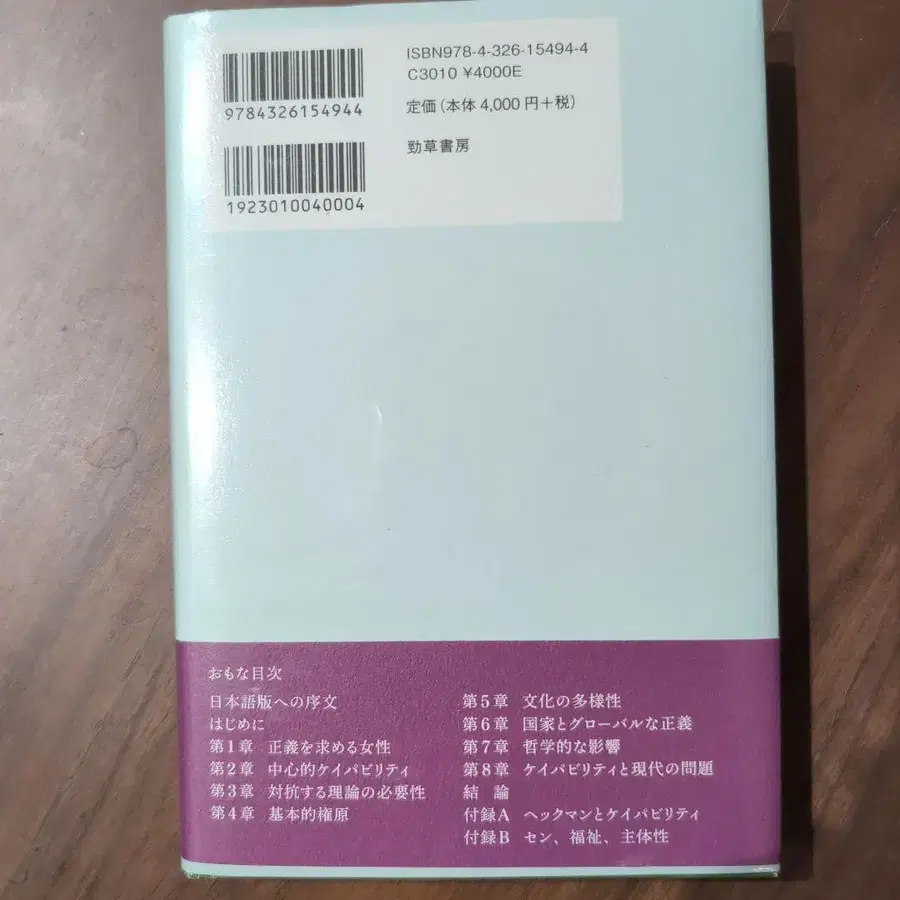 ISBN978-4-326-15494-4
C3010 ¥4000E
9784326154944
定価(本体4,000円+税)
勁草書房
1923010040004
おもな目次
日本語版への序文
はじめに
第1章 正義を求める女性
第2章 中心的ケイパビリティ
第3章 対抗する理論の必要性
第4章 基本的権原
第5章 文化の多様性
第6章 国家とグローバルな正義
第7章 哲学的な影響
第8章 ケイパビリティと現代の問題
結 論
付録A ヘックマンとケイパビリティ
付録B セン、福祉、主体性